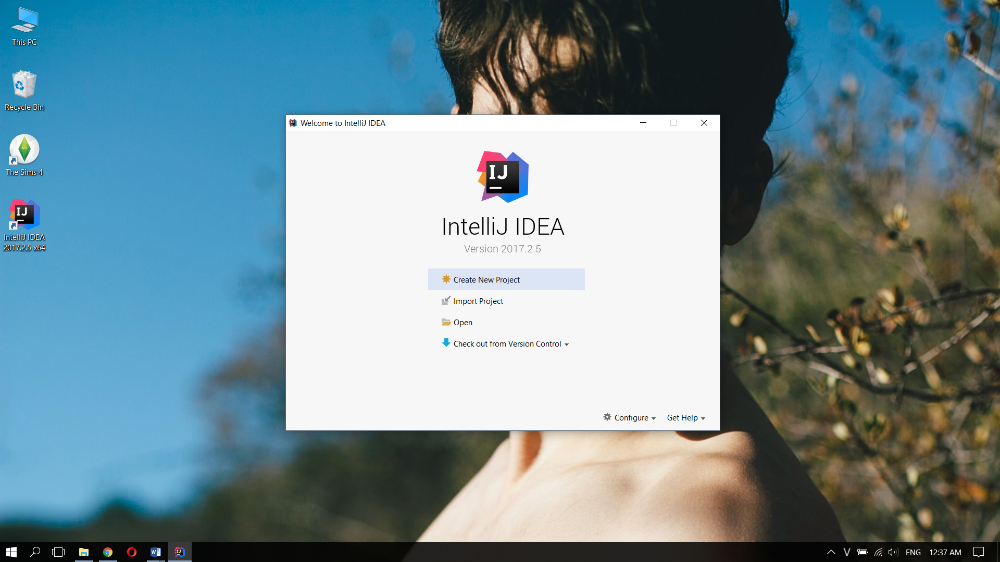 This PC
Recycle Bin
The Sims 4
IJ
IntelliJ IDEA
2017.2.5 x64
Welcome to IntelliJ IDEA
IJ
IntelliJ IDEA
Version 2017.2.5
Create New Project
Import Project
Open
Check out from Version Control
Configure
Get Help
ENG
12:37 AM